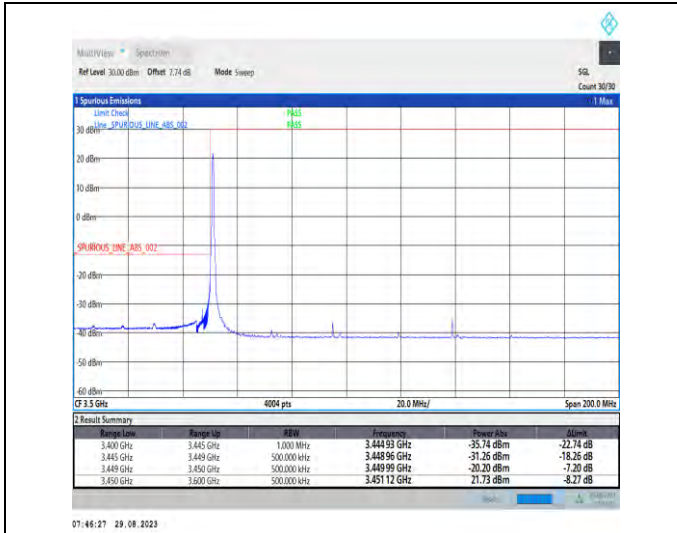 MultiView Spectrum
Ref Level 30.00 dBm Offset 7.74 dB Mode Sweep SGL
Count 30/30
1 Spurious Emissions 1 Max
Limit Check PASS
Line _SPURIOUS_LINE_ABS_002 PASS
30 dBm
20 dBm
10 dBm
0 dBm
_SPURIOUS_LINE_ABS_002
-20 dBm
-30 dBm
-40 dBm
-50 dBm
-60 dBm
CF 3.5 GHz 4004 pts 20.0 MHz/ Span 200.0 MHz
2 Result Summary
Range Low Range Up RBW Frequency Power Abs ΔLimit
3.400 GHz 3.445 GHz 1.000 MHz 3.444 93 GHz -35.74 dBm -22.74 dB
3.445 GHz 3.449 GHz 500.000 kHz 3.448 96 GHz -31.26 dBm -18.26 dB
3.449 GHz 3.450 GHz 500.000 kHz 3.449 99 GHz -20.20 dBm -7.20 dB
3.450 GHz 3.600 GHz 500.000 kHz 3.451 12 GHz 21.73 dBm -8.27 dB
07:46:27 29.08.2023